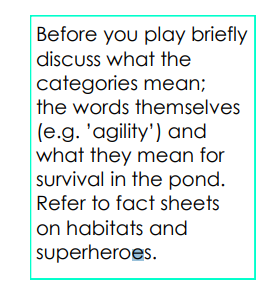 Before you play briefly
discuss what the
categories mean;
the words themselves
(e.g. ’agility’) and
what they mean for
survival in the pond.
Refer to fact sheets
on habitats and
superheroes.